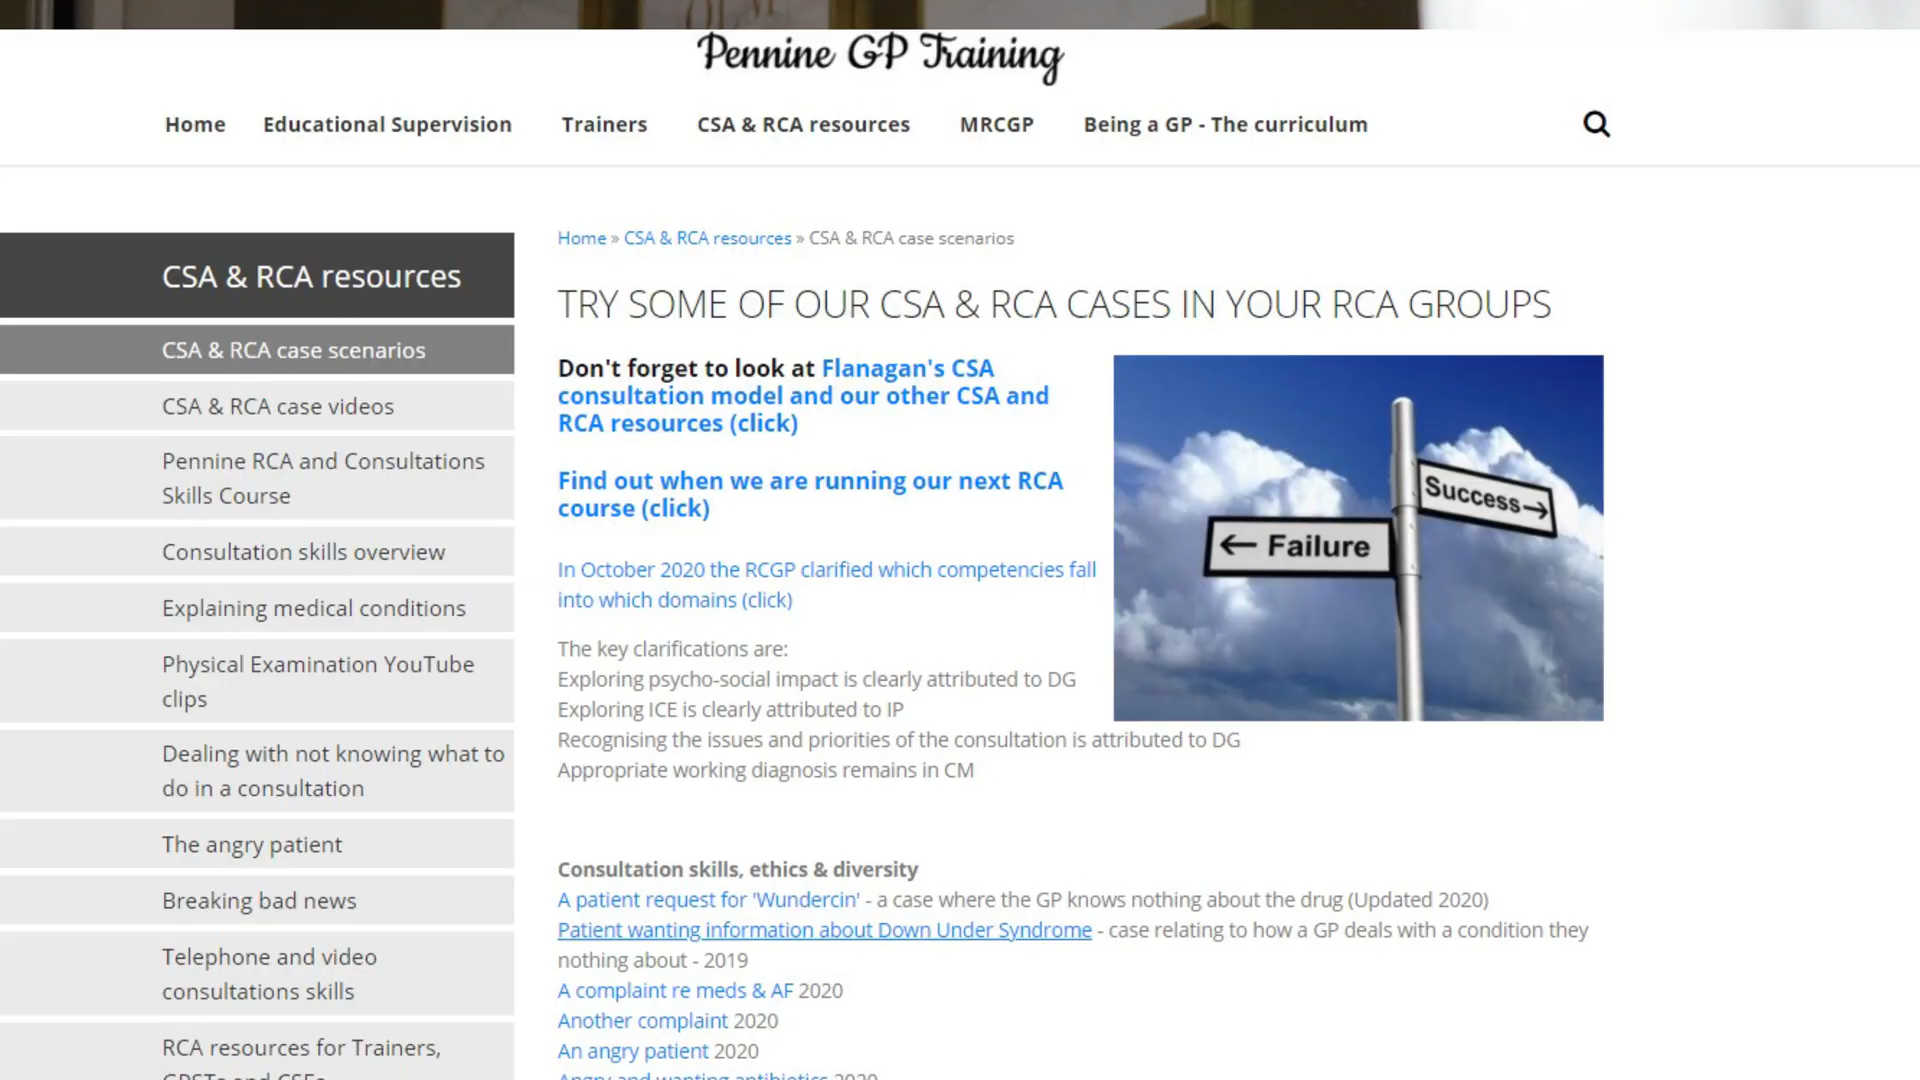 Pennine GP Training
Home Educational Supervision Trainers CSA & RCA resources MRCGP Being a GP - The curriculum
CSA & RCA resources
CSA & RCA case scenarios
CSA & RCA case videos
Pennine RCA and Consultations
Skills Course
Consultation skills overview
Explaining medical conditions
Physical Examination YouTube
clips
Dealing with not knowing what to
do in a consultation
The angry patient
Breaking bad news
Telephone and video
consultations skills
RCA resources for Trainers,
GPSTs and CSEs
Home » CSA & RCA resources » CSA & RCA case scenarios
TRY SOME OF OUR CSA & RCA CASES IN YOUR RCA GROUPS
Don't forget to look at Flanagan's CSA
consultation model and our other CSA and
RCA resources (click)
Find out when we are running our next RCA
course (click)
In October 2020 the RCGP clarified which competencies fall
into which domains (click)
The key clarifications are:
Exploring psycho-social impact is clearly attributed to DG
Exploring ICE is clearly attributed to IP
Recognising the issues and priorities of the consultation is attributed to DG
Appropriate working diagnosis remains in CM
Success→
← Failure
Consultation skills, ethics & diversity
A patient request for 'Wundercin' - a case where the GP knows nothing about the drug (Updated 2020)
Patient wanting information about Down Under Syndrome - case relating to how a GP deals with a condition they
nothing about - 2019
A complaint re meds & AF 2020
Another complaint 2020
An angry patient 2020
Angry and wanting antibiotics 2020